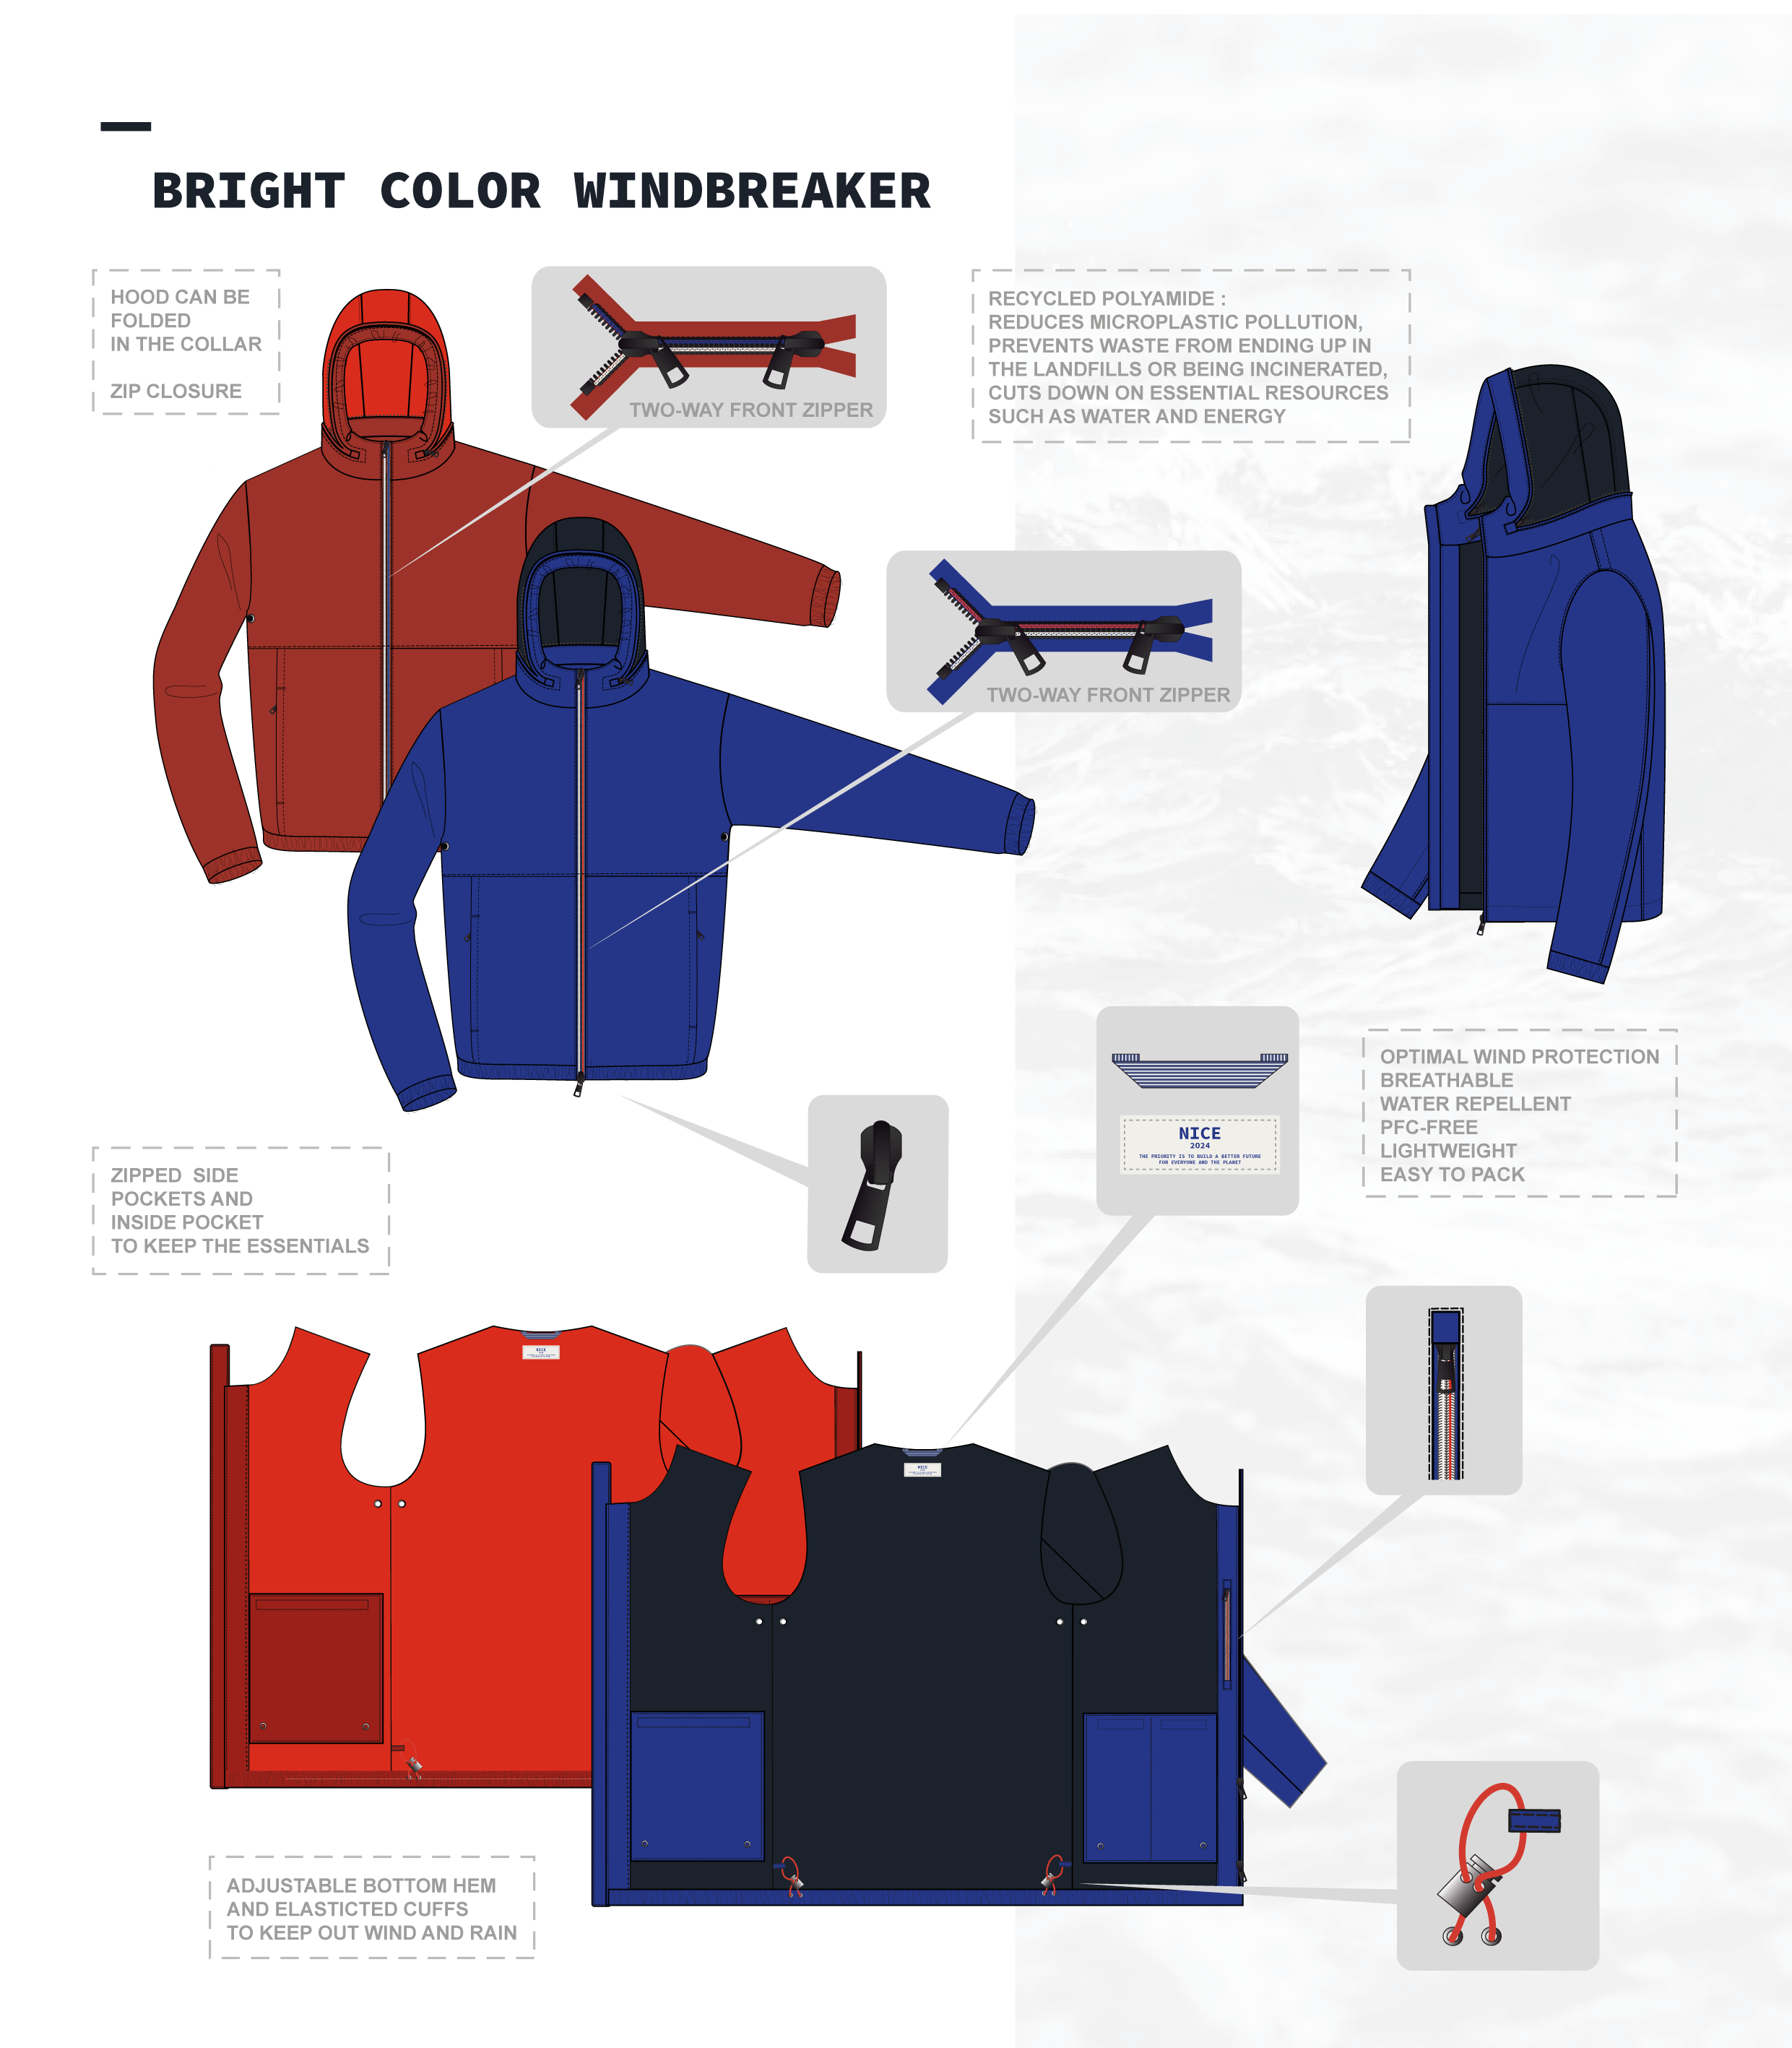 BRIGHT COLOR WINDBREAKER
HOOD CAN BE
FOLDED
IN THE COLLAR
ZIP CLOSURE
TWO-WAY FRONT ZIPPER
RECYCLED POLYAMIDE :
REDUCES MICROPLASTIC POLLUTION,
PREVENTS WASTE FROM ENDING UP IN
THE LANDFILLS OR BEING INCINERATED,
CUTS DOWN ON ESSENTIAL RESOURCES
SUCH AS WATER AND ENERGY
TWO-WAY FRONT ZIPPER
NICE
2024
THE PRIORITY IS TO BUILD A BETTER FUTURE
FOR EVERYONE AND THE PLANET
OPTIMAL WIND PROTECTION
BREATHABLE
WATER REPELLENT
PFC-FREE
LIGHTWEIGHT
EASY TO PACK
ZIPPED SIDE
POCKETS AND
INSIDE POCKET
TO KEEP THE ESSENTIALS
NICE
NICE
ADJUSTABLE BOTTOM HEM
AND ELASTICTED CUFFS
TO KEEP OUT WIND AND RAIN